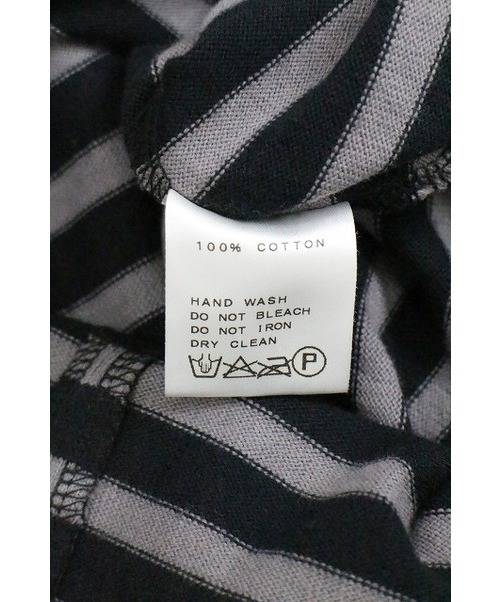 100% COTTON
HAND WASH
DO NOT BLEACH
DO NOT IRON
DRY CLEAN
P